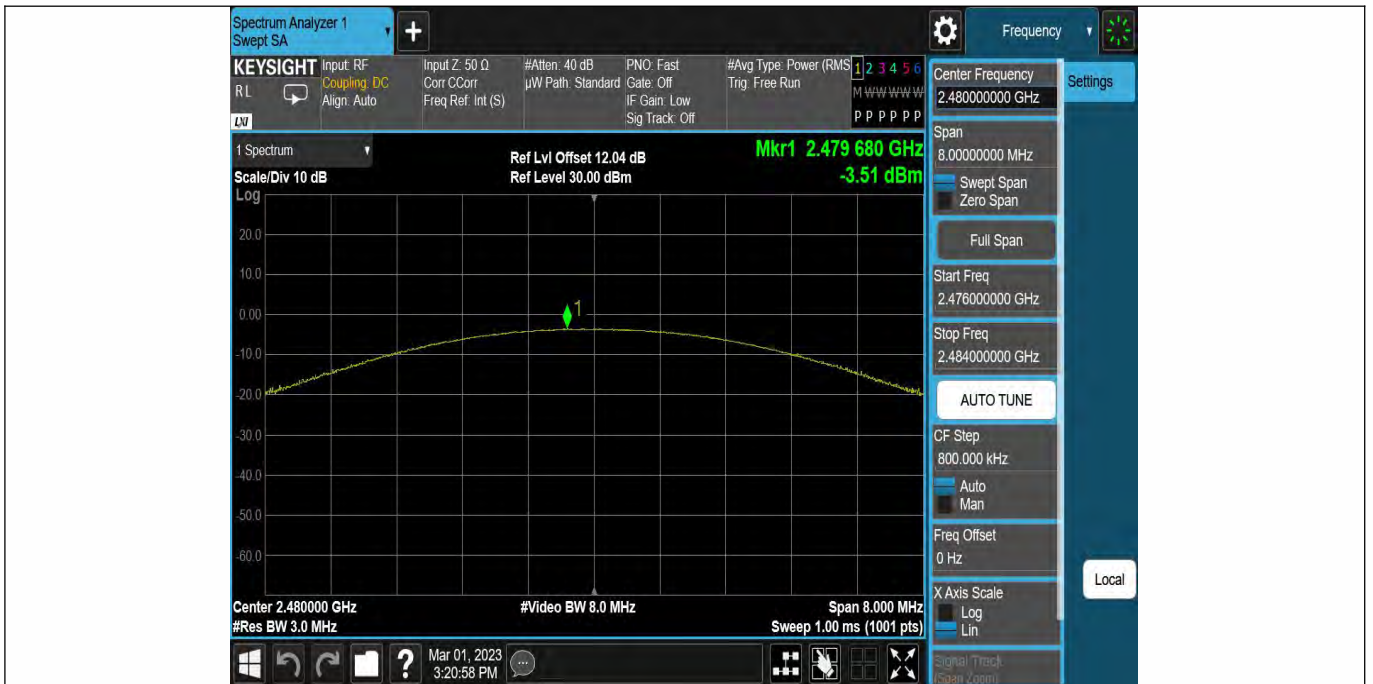 Spectrum Analyzer 1
Swept SA
+
Frequency
KEYSIGHT
RL
LXI
Input: RF
Coupling: DC
Align: Auto
Input Z: 50 Ω
Corr CCorr
Freq Ref: Int (S)
#Atten: 40 dB
µW Path: Standard
PNO: Fast
Gate: Off
IF Gain: Low
Sig Track: Off
#Avg Type: Power (RMS
Trig: Free Run
1 2 3 4 5 6
M W W W W W
P P P P P P
1 Spectrum
Scale/Div 10 dB
Ref Lvl Offset 12.04 dB
Ref Level 30.00 dBm
Mkr1 2.479 680 GHz
-3.51 dBm
Log
20.0
10.0
0.00
-10.0
-20.0
-30.0
-40.0
-50.0
-60.0
1
Center 2.480000 GHz
#Res BW 3.0 MHz
#Video BW 8.0 MHz
Span 8.000 MHz
Sweep 1.00 ms (1001 pts)
Center Frequency
2.480000000 GHz
Settings
Span
8.00000000 MHz
Swept Span
Zero Span
Full Span
Start Freq
2.476000000 GHz
Stop Freq
2.484000000 GHz
AUTO TUNE
CF Step
800.000 kHz
Auto
Man
Freq Offset
0 Hz
X Axis Scale
Log
Lin
Signal Track
(Span Zoom)
Local
?
Mar 01, 2023
3:20:58 PM